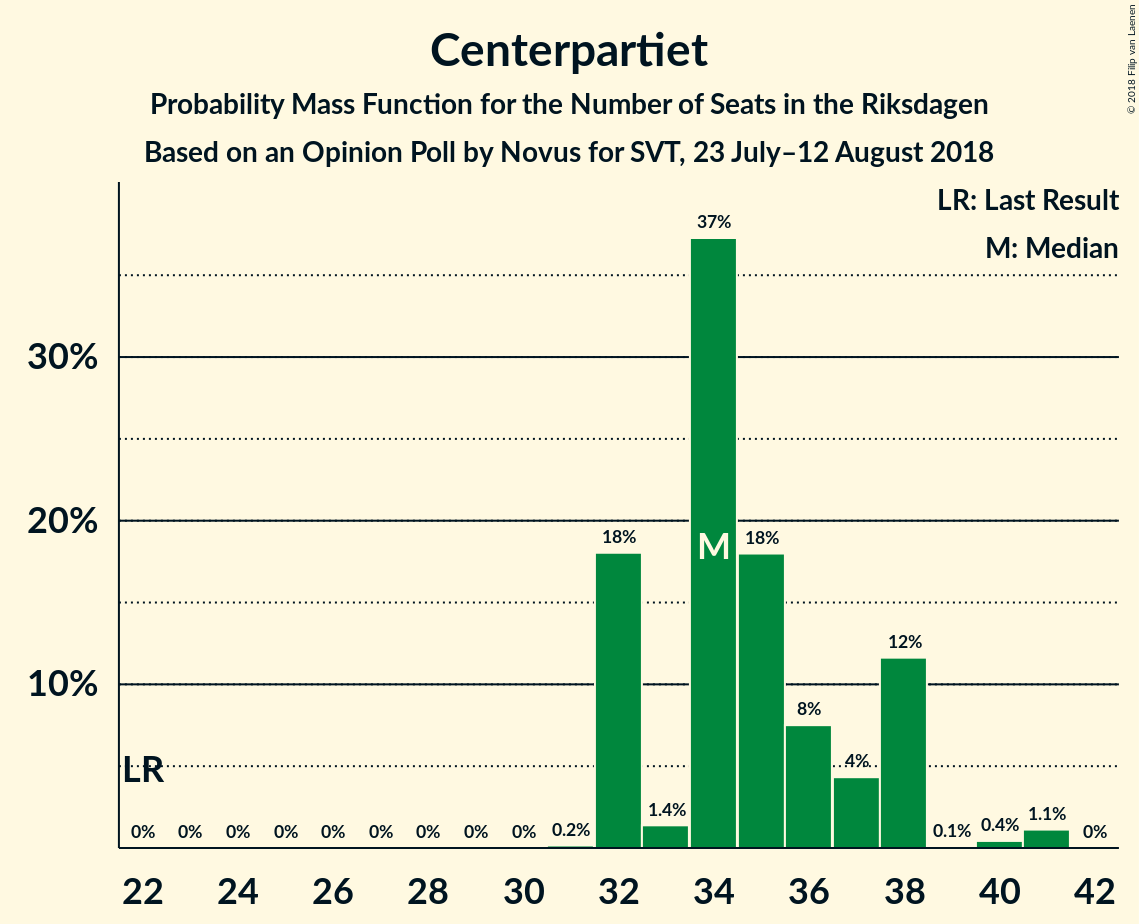 Centerpartiet
Probability Mass Function for the Number of Seats in the Riksdagen
Based on an Opinion Poll by Novus for SVT, 23 July–12 August 2018
© 2018 Filip van Laenen
LR: Last Result
M: Median
37%
30%
20%
18%
M
18%
12%
10%
8%
4%
LR
0% 0% 0% 0% 0% 0% 0% 0% 0% 0.2% 1.4% 0.1% 0.4% 1.1% 0%
22 24 26 28 30 32 34 36 38 40 42